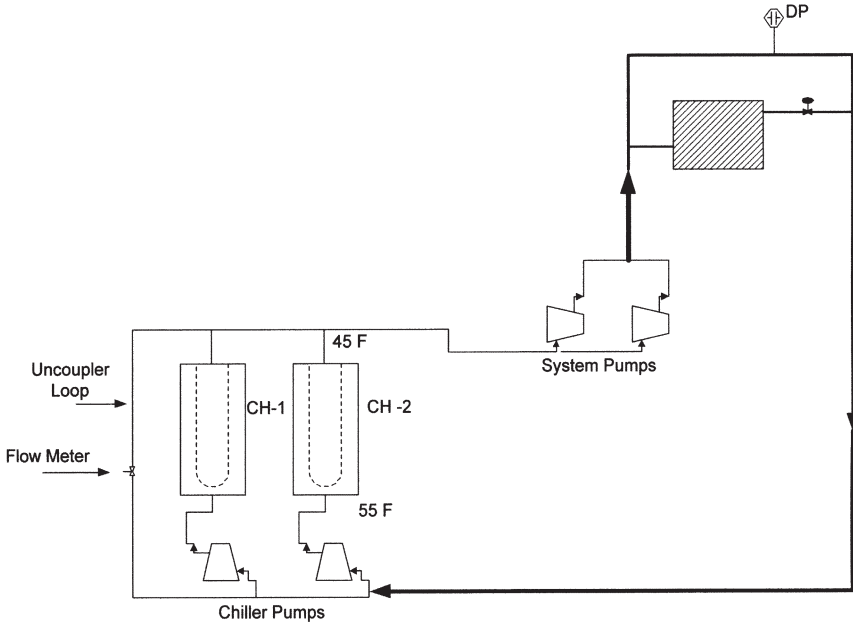 DP
45 F
System Pumps
Uncoupler
Loop
CH-1
CH -2
Flow Meter
55 F
Chiller Pumps